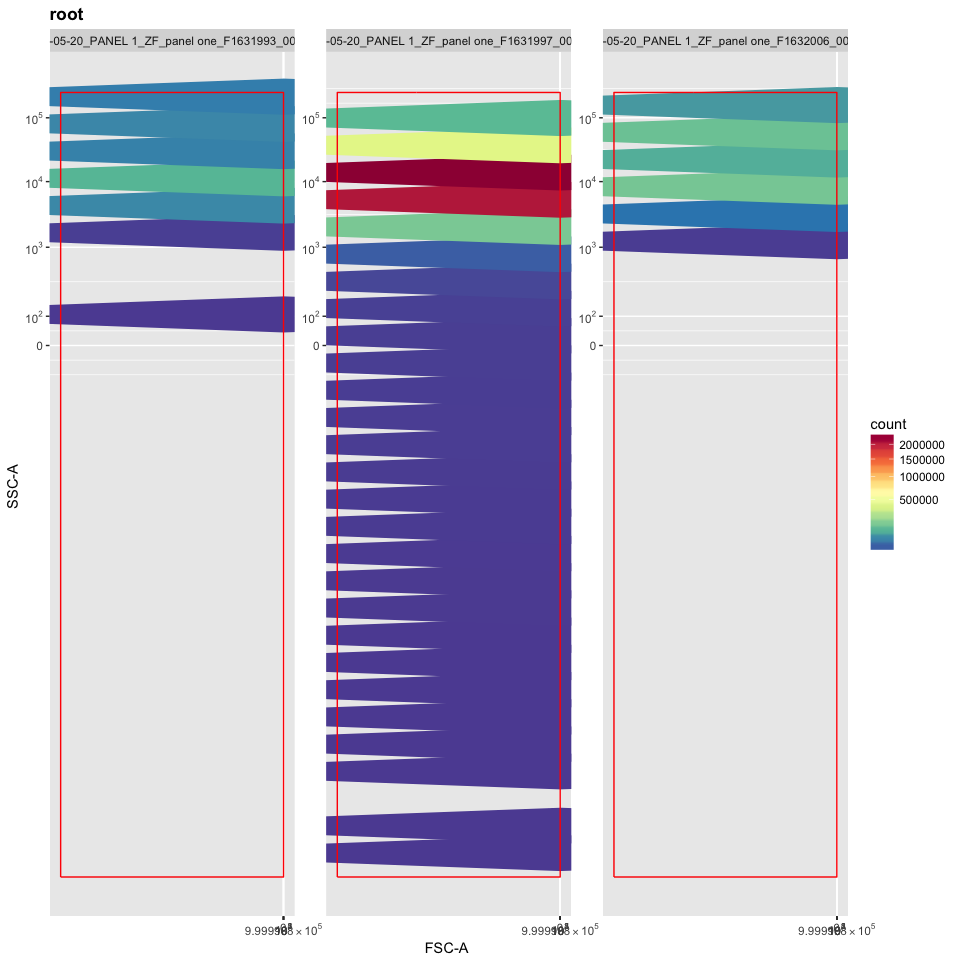 root
-05-20_PANEL 1_ZF_panel one_F1631993_00
-05-20_PANEL 1_ZF_panel one_F1631997_00
-05-20_PANEL 1_ZF_panel one_F1632006_00
10⁵
10⁴
10³
10²
0
10⁵
10⁴
10³
10²
0
10⁵
10⁴
10³
10²
0
SSC-A
count
2000000
1500000
1000000
500000
FSC-A